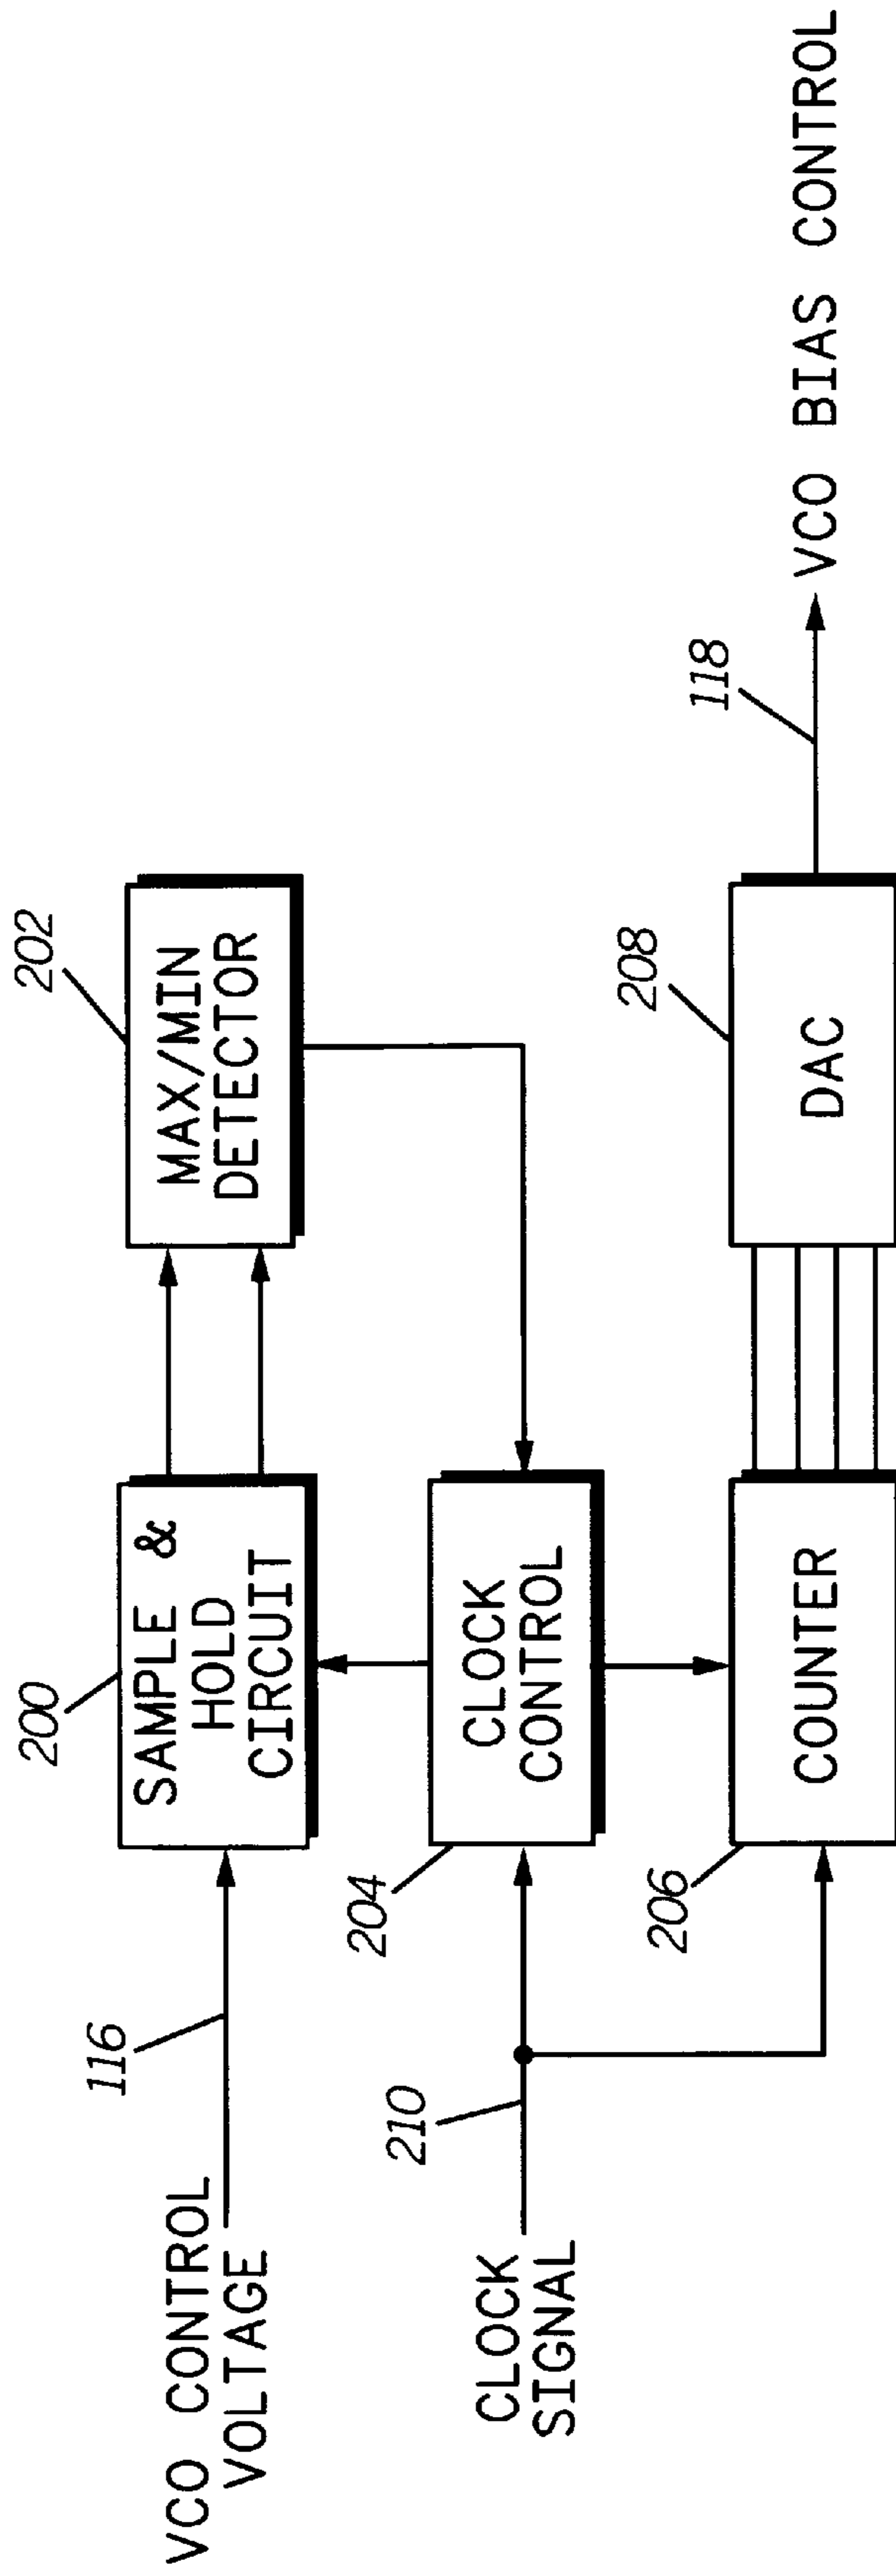 200
202
VCO CONTROL
VOLTAGE
116
SAMPLE &
HOLD
CIRCUIT
MAX/MIN
DETECTOR
204
CLOCK
SIGNAL
210
CLOCK
CONTROL
206
208
118
COUNTER
DAC
VCO BIAS CONTROL